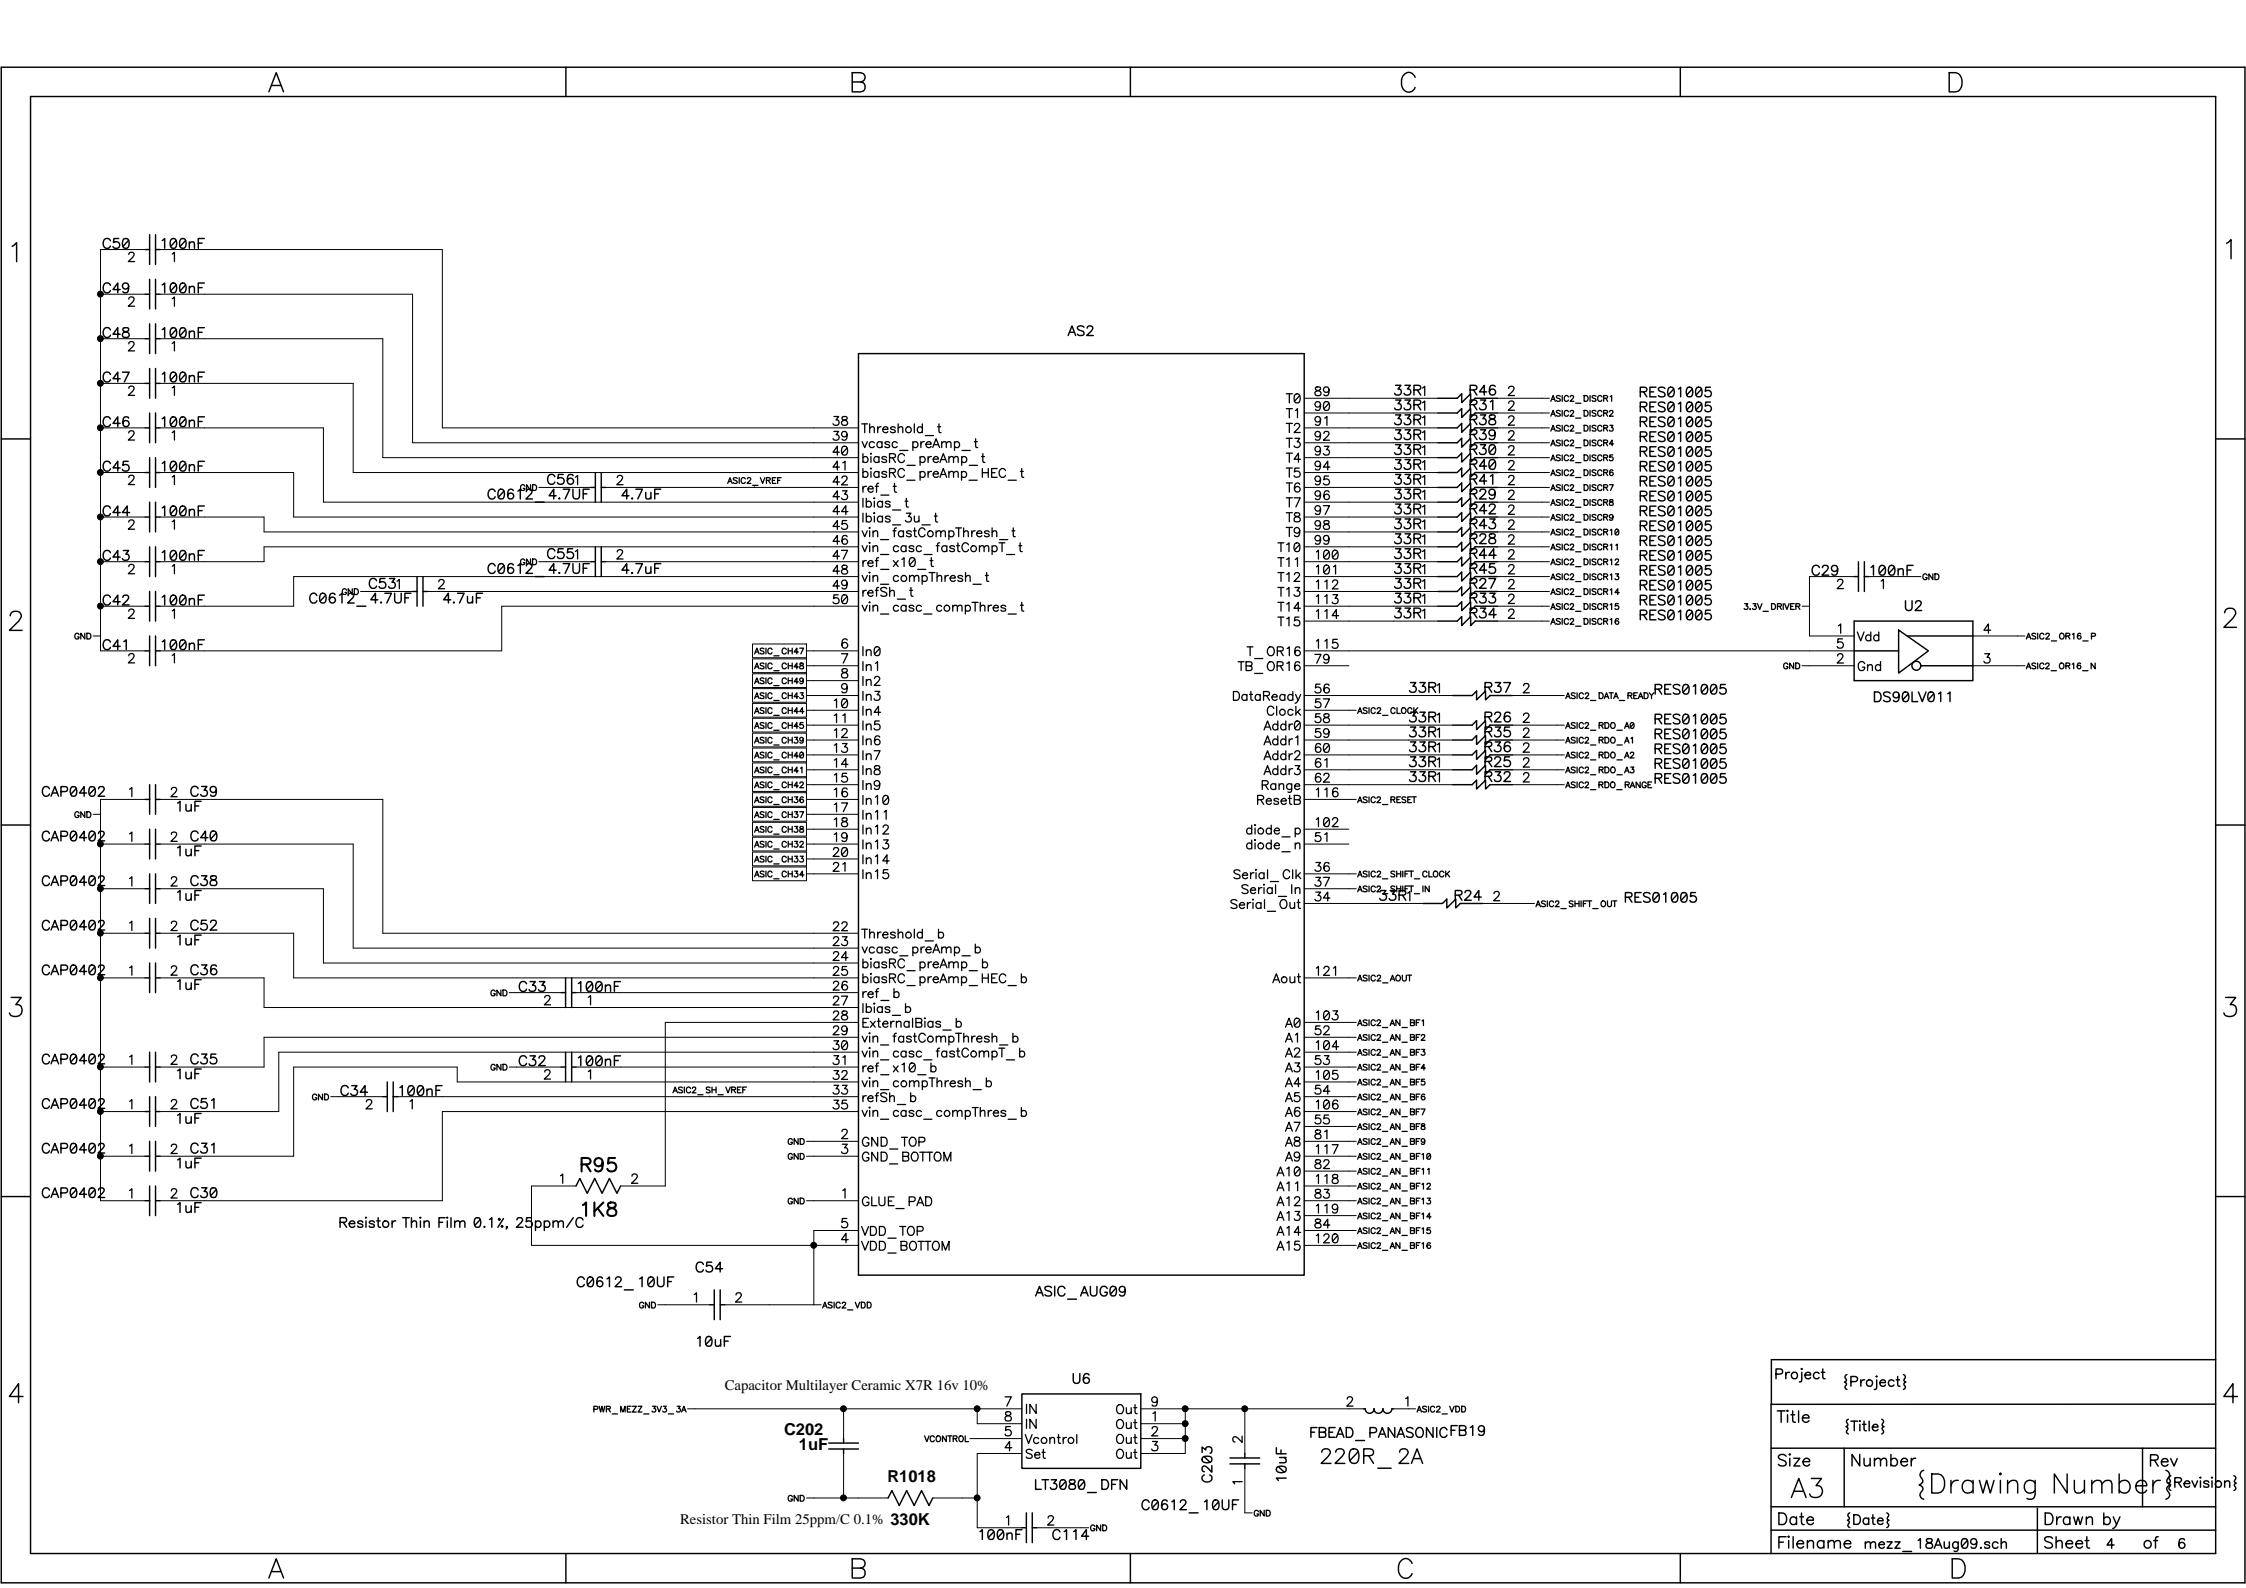 A B C D
1 1
C50 100nF
2 1
C49 100nF
2 1
C48 100nF
2 1
C47 100nF
2 1
C46 100nF
2 1
C45 100nF
2 1
C44 100nF
2 1
C43 100nF
2 1
C42 100nF
2 1
GND
C41 100nF
2 1
GND C561 2 ASIC2_VREF
C0612_4.7UF 4.7uF
GND C551 2
C0612_4.7UF 4.7uF
GND C531 2
C0612_4.7UF 4.7uF
AS2
38 Threshold_t
39 vcasc_preAmp_t
40 biasRC_preAmp_t
41 biasRC_preAmp_HEC_t
42 ref_t
43 Ibias_t
44 Ibias_3u_t
45 vin_fastCompThresh_t
46 vin_casc_fastCompT_t
47 ref_x10_t
48 vin_compThresh_t
49 refSh_t
50 vin_casc_compThres_t
ASIC_CH47 6 In0
ASIC_CH48 7 In1
ASIC_CH49 8 In2
ASIC_CH43 9 In3
ASIC_CH44 10 In4
ASIC_CH45 11 In5
ASIC_CH39 12 In6
ASIC_CH40 13 In7
ASIC_CH41 14 In8
ASIC_CH42 15 In9
ASIC_CH36 16 In10
ASIC_CH37 17 In11
ASIC_CH38 18 In12
ASIC_CH32 19 In13
ASIC_CH33 20 In14
ASIC_CH34 21 In15
T0 89 33R1 R46 2 ASIC2_DISCR1 RES01005
T1 90 33R1 R31 2 ASIC2_DISCR2 RES01005
T2 91 33R1 R38 2 ASIC2_DISCR3 RES01005
T3 92 33R1 R39 2 ASIC2_DISCR4 RES01005
T4 93 33R1 R30 2 ASIC2_DISCR5 RES01005
T5 94 33R1 R40 2 ASIC2_DISCR6 RES01005
T6 95 33R1 R41 2 ASIC2_DISCR7 RES01005
T7 96 33R1 R29 2 ASIC2_DISCR8 RES01005
T8 97 33R1 R42 2 ASIC2_DISCR9 RES01005
T9 98 33R1 R43 2 ASIC2_DISCR10 RES01005
T10 99 33R1 R28 2 ASIC2_DISCR11 RES01005
T11 100 33R1 R44 2 ASIC2_DISCR12 RES01005
T12 101 33R1 R45 2 ASIC2_DISCR13 RES01005
T13 112 33R1 R27 2 ASIC2_DISCR14 RES01005
T14 113 33R1 R33 2 ASIC2_DISCR15 RES01005
T15 114 33R1 R34 2 ASIC2_DISCR16 RES01005
T_OR16 115
TB_OR16 79
DataReady 56 33R1 R37 2 ASIC2_DATA_READY RES01005
Clock 57 ASIC2_CLOCK
Addr0 58 33R1 R26 2 ASIC2_RDO_A0 RES01005
Addr1 59 33R1 R35 2 ASIC2_RDO_A1 RES01005
Addr2 60 33R1 R36 2 ASIC2_RDO_A2 RES01005
Addr3 61 33R1 R25 2 ASIC2_RDO_A3 RES01005
Range 62 33R1 R32 2 ASIC2_RDO_RANGE RES01005
ResetB 116 ASIC2_RESET
diode_p 102
diode_n 51
Serial_Clk 36 ASIC2_SHIFT_CLOCK
Serial_In 37 ASIC2_SHIFT_IN
Serial_Out 34 33R1 R24 2 ASIC2_SHIFT_OUT RES01005
C29 100nF GND
2 1
3.3V_DRIVER U2
1 Vdd 4 ASIC2_OR16_P
5
GND 2 Gnd 3 ASIC2_OR16_N
DS90LV011
2 2
CAP0402 1 2 C39
1uF
GND
CAP0402 1 2 C40
1uF
CAP0402 1 2 C38
1uF
CAP0402 1 2 C52
1uF
CAP0402 1 2 C36
1uF
CAP0402 1 2 C35
1uF
CAP0402 1 2 C51
1uF
CAP0402 1 2 C31
1uF
CAP0402 1 2 C30
1uF
3 3
GND C33 100nF
2 1
GND C32 100nF
2 1
GND C34 100nF
2 1
ASIC2_SH_VREF
22 Threshold_b
23 vcasc_preAmp_b
24 biasRC_preAmp_b
25 biasRC_preAmp_HEC_b
26 ref_b
27 Ibias_b
28 ExternalBias_b
29 vin_fastCompThresh_b
30 vin_casc_fastCompT_b
31 ref_x10_b
32 vin_compThresh_b
33 refSh_b
35 vin_casc_compThres_b
GND 2 GND_TOP
GND 3 GND_BOTTOM
GND 1 GLUE_PAD
5 VDD_TOP
4 VDD_BOTTOM
R95
1 2
1K8
Resistor Thin Film 0.1%, 25ppm/C
C54
C0612_10UF
GND 1 2 ASIC2_VDD
10uF
Aout 121 ASIC2_AOUT
A0 103 ASIC2_AN_BF1
A1 52 ASIC2_AN_BF2
A2 104 ASIC2_AN_BF3
A3 53 ASIC2_AN_BF4
A4 105 ASIC2_AN_BF5
A5 54 ASIC2_AN_BF6
A6 106 ASIC2_AN_BF7
A7 55 ASIC2_AN_BF8
A8 81 ASIC2_AN_BF9
A9 117 ASIC2_AN_BF10
A10 82 ASIC2_AN_BF11
A11 118 ASIC2_AN_BF12
A12 83 ASIC2_AN_BF13
A13 119 ASIC2_AN_BF14
A14 84 ASIC2_AN_BF15
A15 120 ASIC2_AN_BF16
ASIC_AUG09
4 4
Capacitor Multilayer Ceramic X7R 16v 10%
U6
PWR_MEZZ_3V3_3A 7 IN Out 9
8 IN Out 1
VCONTROL 5 Vcontrol Out 2
4 Set Out 3
LT3080_DFN
C202
1uF
R1018
GND
Resistor Thin Film 25ppm/C 0.1% 330K
1 2 GND
100nF C114
C203 2 1 10uF
C0612_10UF GND
2 1 ASIC2_VDD
FBEAD_PANASONIC FB19
220R_2A
Project {Project}
Title {Title}
Size A3
Number {Drawing Number}
Rev {Revision}
Date {Date} Drawn by
Filename mezz_18Aug09.sch Sheet 4 of 6
A B C D